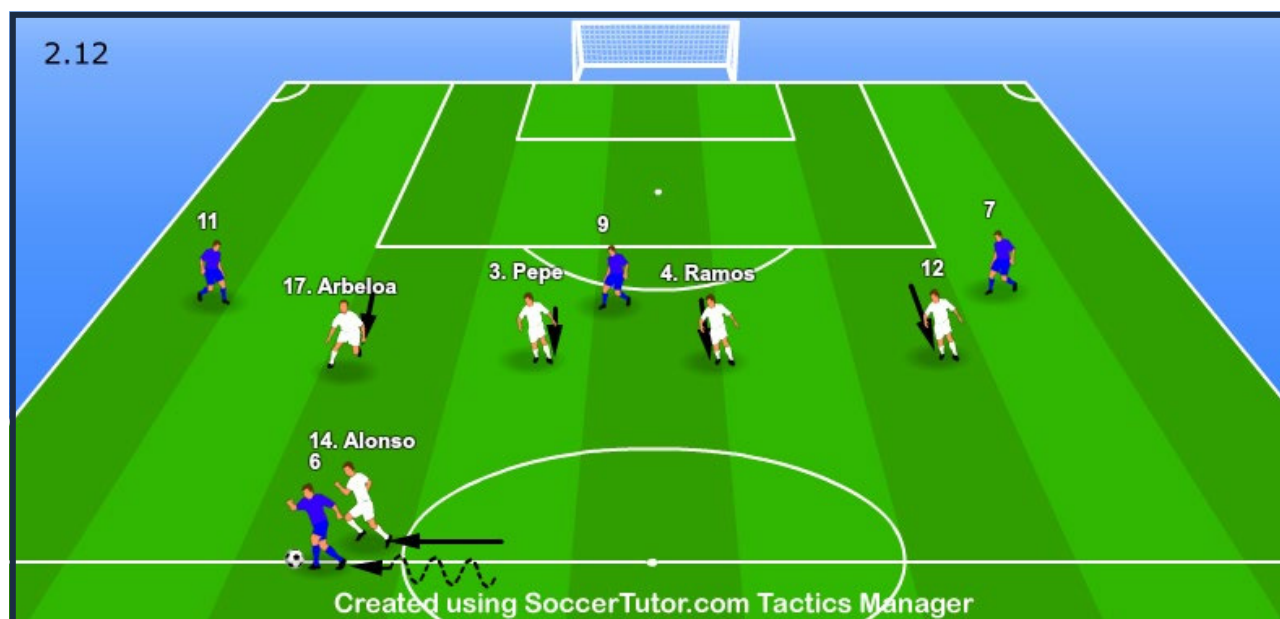 2.12
11
9
7
17. Arbeloa
3. Pepe
4. Ramos
12
14. Alonso
6
Created using SoccerTutor.com Tactics Manager